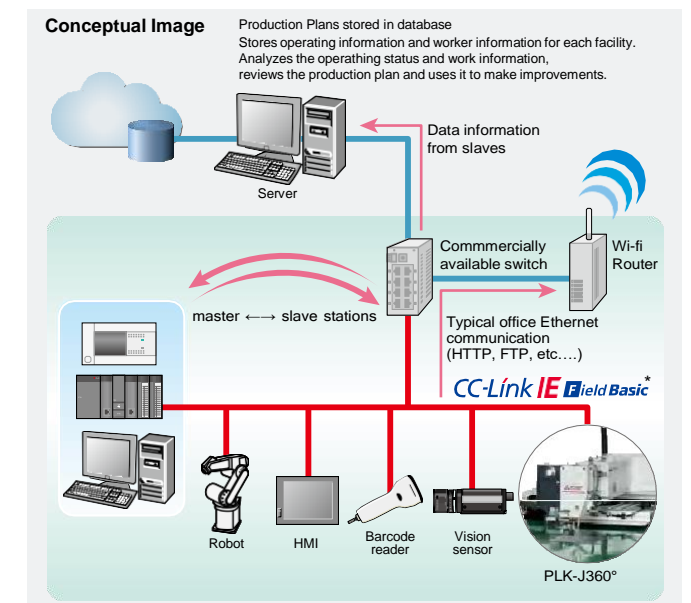 Conceptual Image
Production Plans stored in database
Stores operating information and worker information for each facility.
Analyzes the operathing status and work information,
reviews the production plan and uses it to make improvements.
Data information
from slaves
Server
Commmercially
available switch
Wi-fi
Router
master ←→ slave stations
Typical office Ethernet
communication
(HTTP, FTP, etc....)
CC-Link IE Field Basic*
Robot
HMI
Barcode
reader
Vision
sensor
PLK-J360°